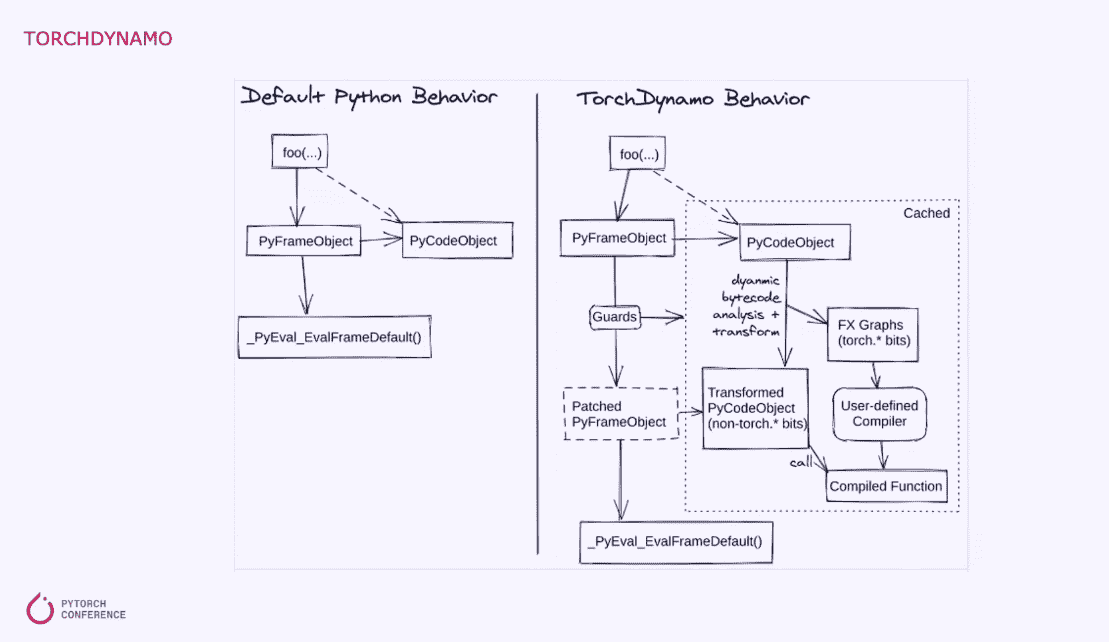 TORCHDYNAMO
Default Python Behavior
foo(...)
PyFrameObject
PyCodeObject
_PyEval_EvalFrameDefault()
TorchDynamo Behavior
foo(...)
Cached
PyFrameObject
PyCodeObject
dyanmic
bytecode
analysis +
transform
Guards
FX Graphs
(torch.* bits)
Patched
PyFrameObject
Transformed
PyCodeObject
(non-torch.* bits)
User-defined
Compiler
call
Compiled Function
_PyEval_EvalFrameDefault()
PYTORCH
CONFERENCE